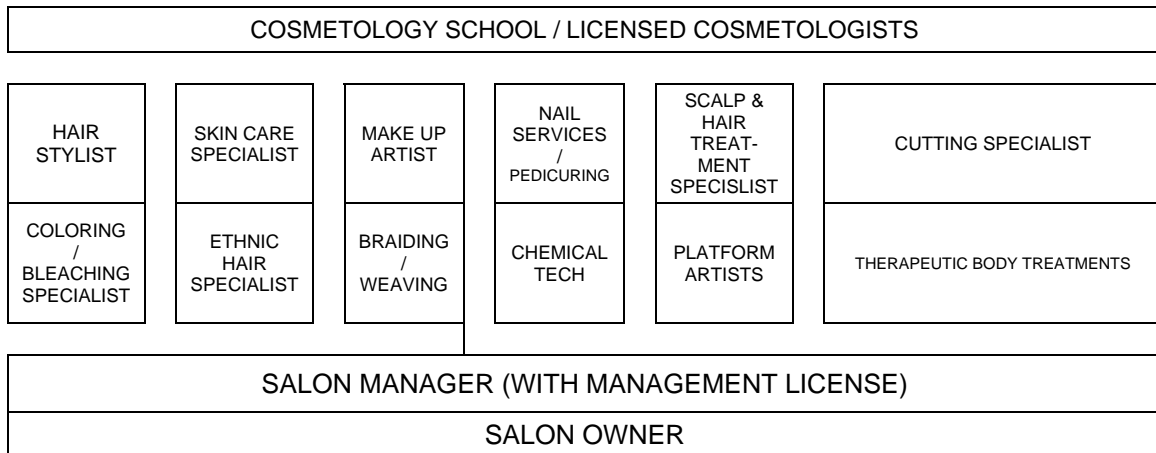 COSMETOLOGY SCHOOL / LICENSED COSMETOLOGISTS
HAIR
STYLIST
SKIN CARE
SPECIALIST
MAKE UP
ARTIST
NAIL
SERVICES
/
PEDICURING
SCALP &
HAIR
TREAT-
MENT
SPECISLIST
CUTTING SPECIALIST
COLORING
/
BLEACHING
SPECIALIST
ETHNIC
HAIR
SPECIALIST
BRAIDING
/
WEAVING
CHEMICAL
TECH
PLATFORM
ARTISTS
THERAPEUTIC BODY TREATMENTS
SALON MANAGER (WITH MANAGEMENT LICENSE)
SALON OWNER